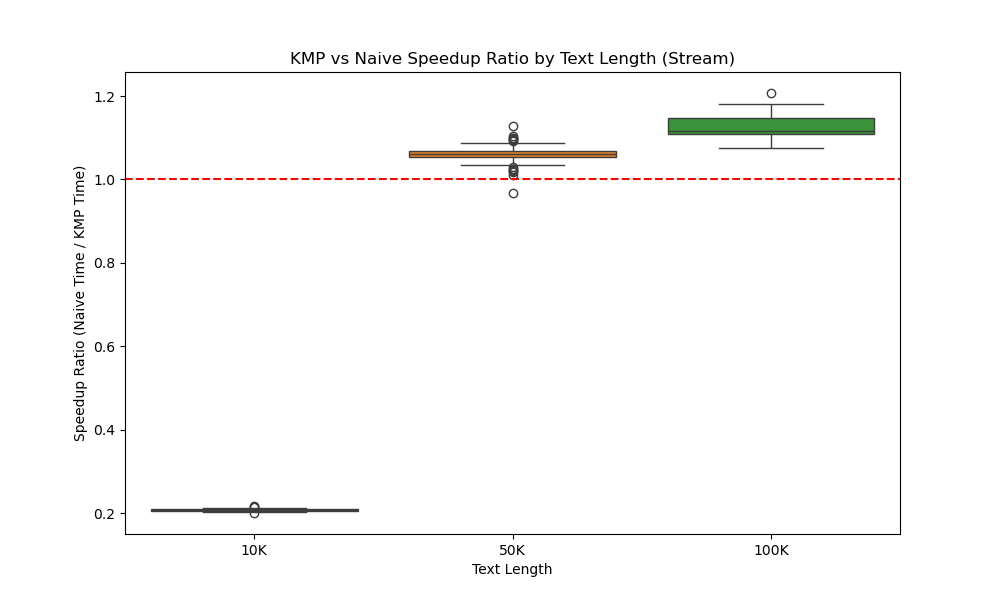 KMP vs Naive Speedup Ratio by Text Length (Stream)
Speedup Ratio (Naive Time / KMP Time)
1.2
1.0
0.8
0.6
0.4
0.2
10K 50K 100K
Text Length